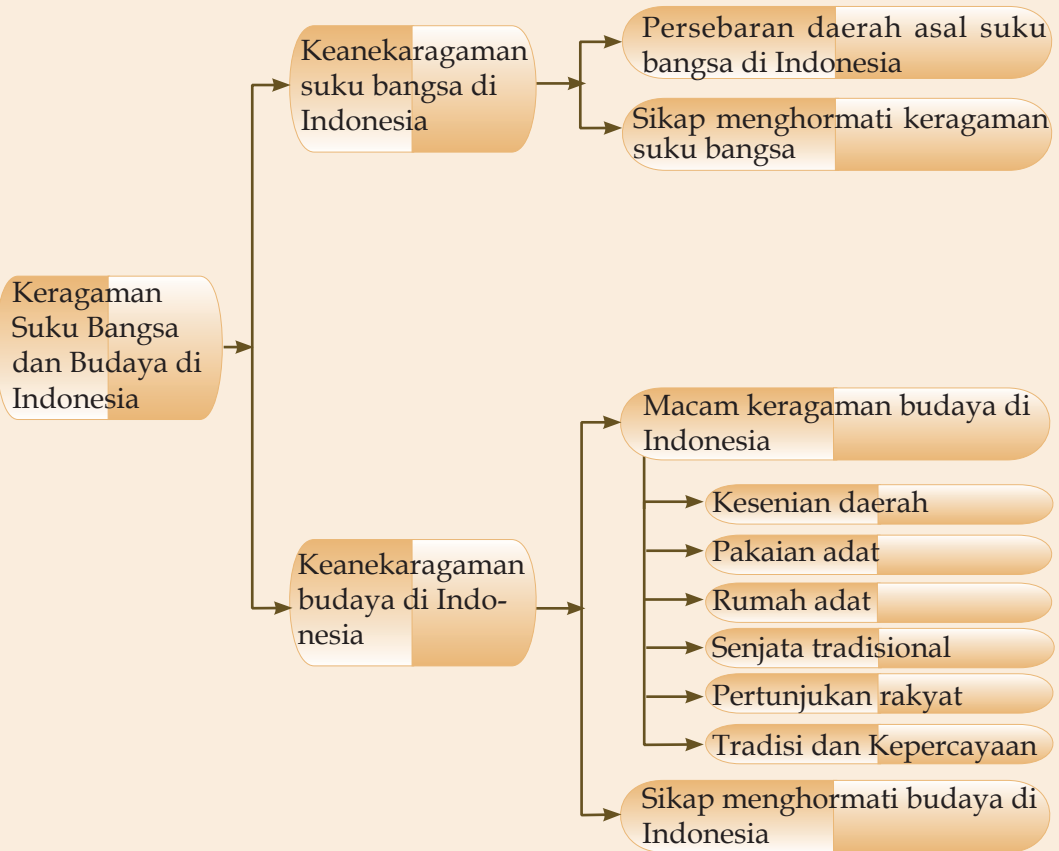 Keragaman
Suku Bangsa
dan Budaya di
Indonesia
Keanekaragaman
suku bangsa di
Indonesia
Persebaran daerah asal suku
bangsa di Indonesia
Sikap menghormati keragaman
suku bangsa
Keanekaragaman
budaya di Indo-
nesia
Macam keragaman budaya di
Indonesia
Kesenian daerah
Pakaian adat
Rumah adat
Senjata tradisional
Pertunjukan rakyat
Tradisi dan Kepercayaan
Sikap menghormati budaya di
Indonesia